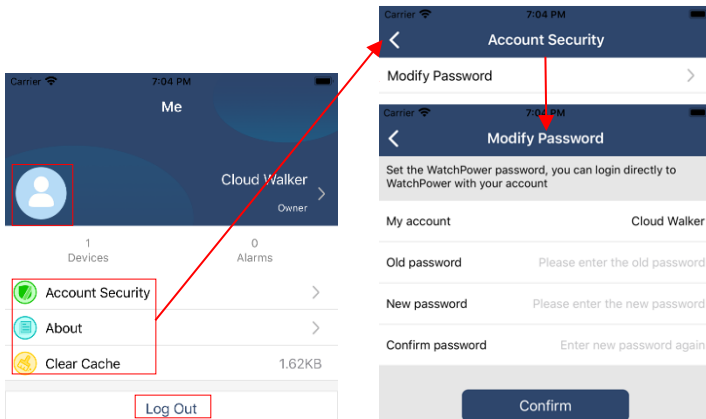 Carrier 7:04 PM
Me
Cloud Walker
Owner
1 0
Devices Alarms
Account Security
About
Clear Cache 1.62KB
Log Out
Carrier 7:04 PM
Account Security
Modify Password
Carrier 7:04 PM
Modify Password
Set the WatchPower password, you can login directly to
WatchPower with your account
My account Cloud Walker
Old password Please enter the old password
New password Please enter the new password
Confirm password Enter new password again
Confirm